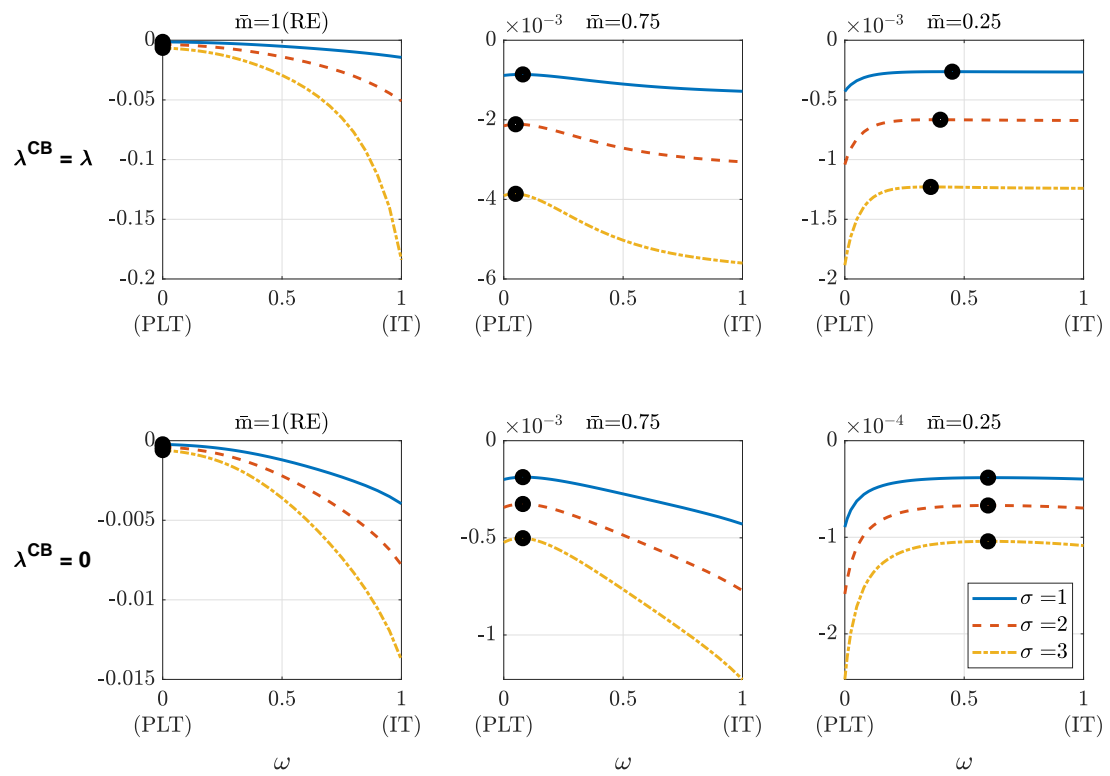 m̄=1(RE)
0
-0.05
-0.1
-0.15
-0.2
0
0.5
1
(PLT)
(IT)
×10⁻³
m̄=0.75
0
-2
-4
-6
0
0.5
1
(PLT)
(IT)
×10⁻³
m̄=0.25
0
-0.5
-1
-1.5
-2
0
0.5
1
(PLT)
(IT)
λ^CB = λ
m̄=1(RE)
0
-0.005
-0.01
-0.015
0
0.5
1
(PLT)
(IT)
ω
×10⁻³
m̄=0.75
0
-0.5
-1
0
0.5
1
(PLT)
(IT)
ω
×10⁻⁴
m̄=0.25
0
-1
-2
0
0.5
1
(PLT)
(IT)
ω
σ =1
σ =2
σ =3
λ^CB = 0